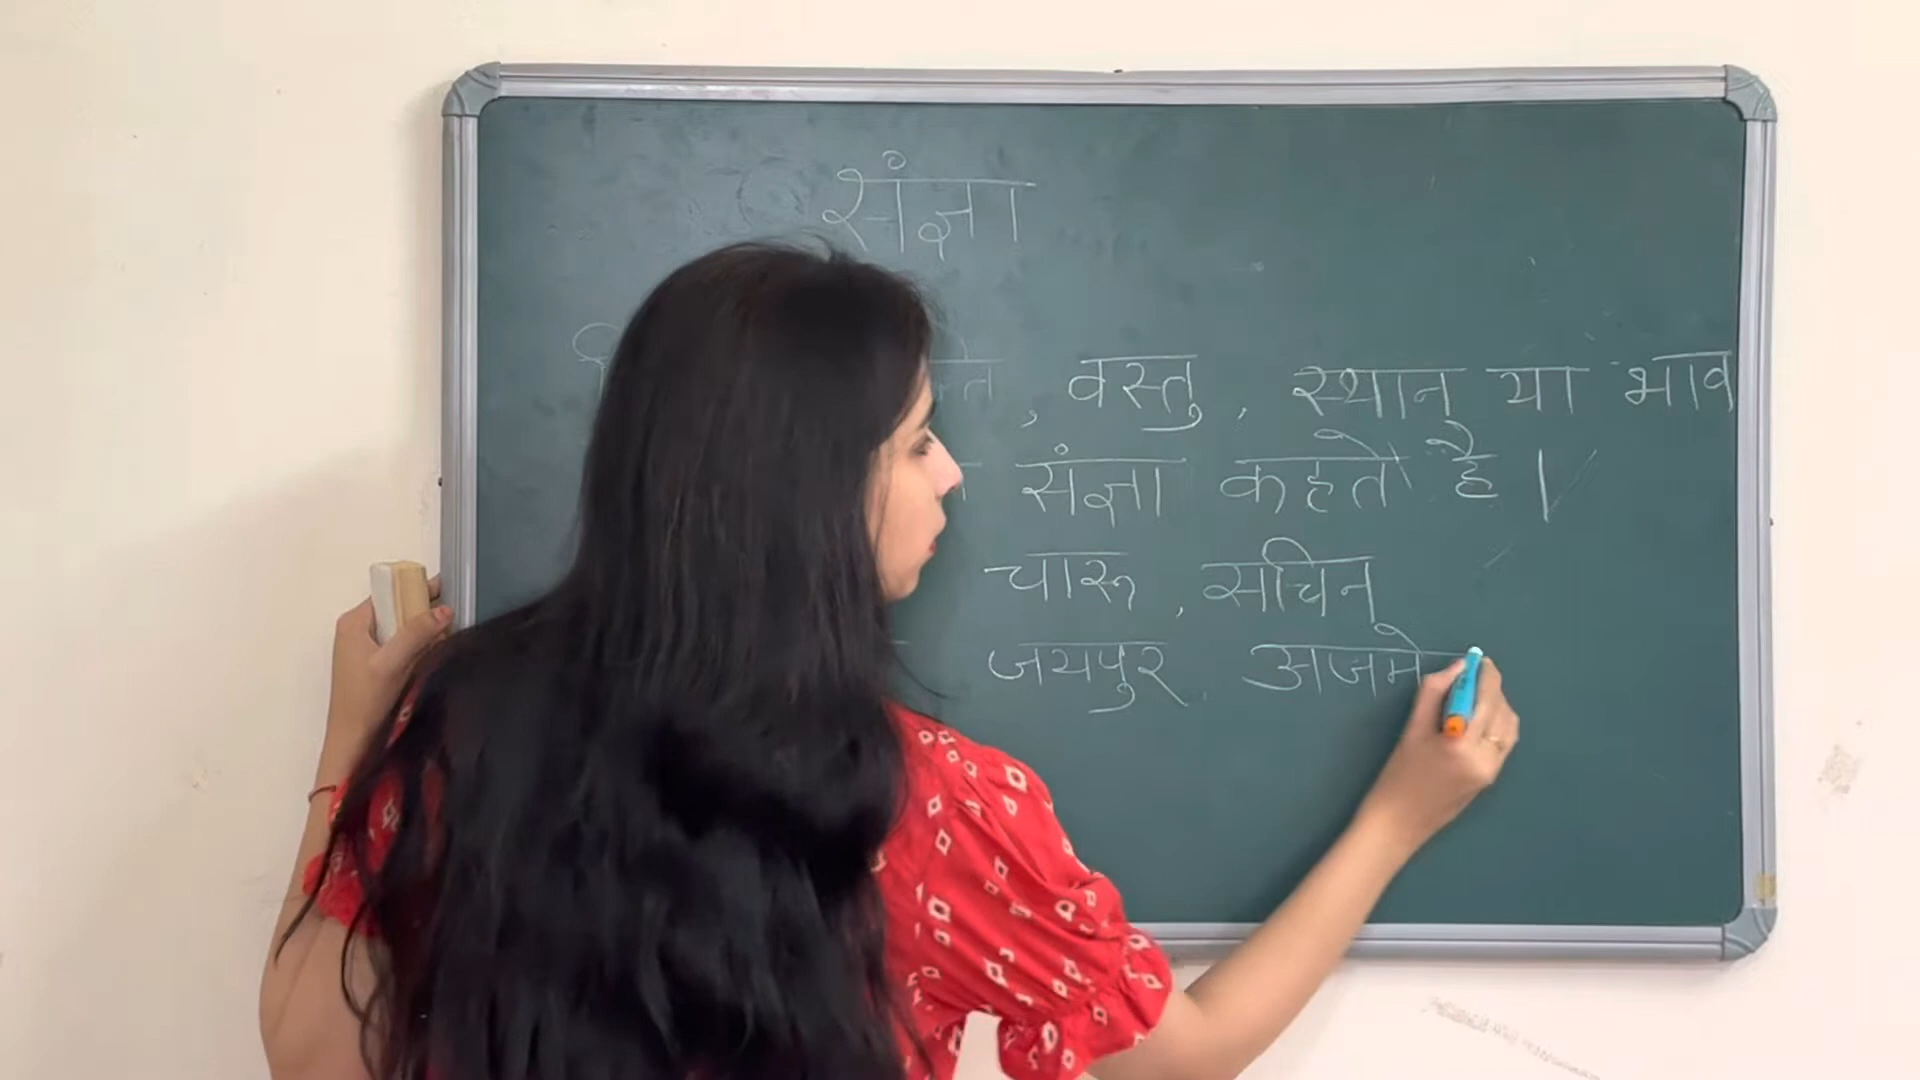 संज्ञा
, वस्तु, स्थान या भाव
संज्ञा कहते है।
चारू, सचिन
जयपुर, अजमे